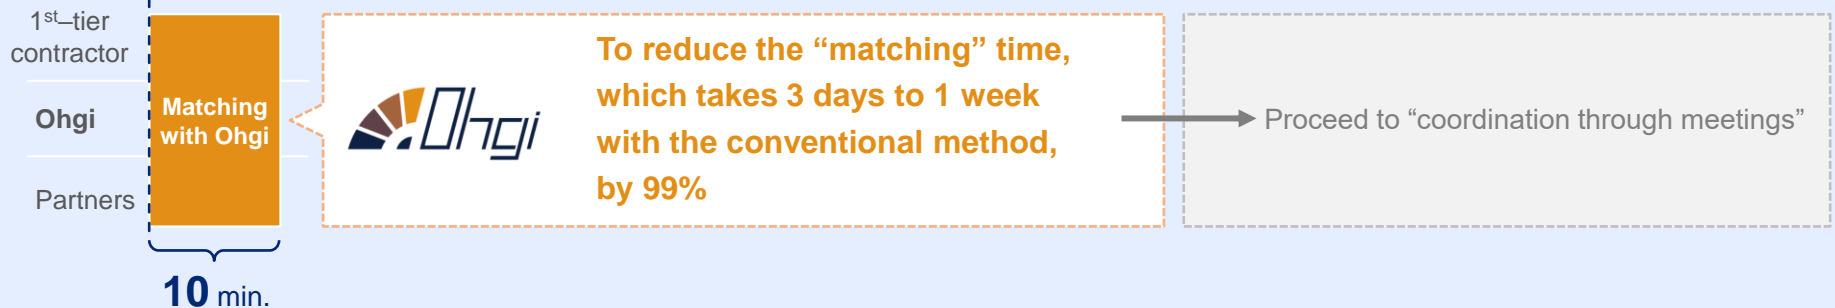 1st–tier
contractor
Ohgi
Partners
Matching
with Ohgi
10 min.
Ohgi
To reduce the “matching” time,
which takes 3 days to 1 week
with the conventional method,
by 99%
Proceed to “coordination through meetings”